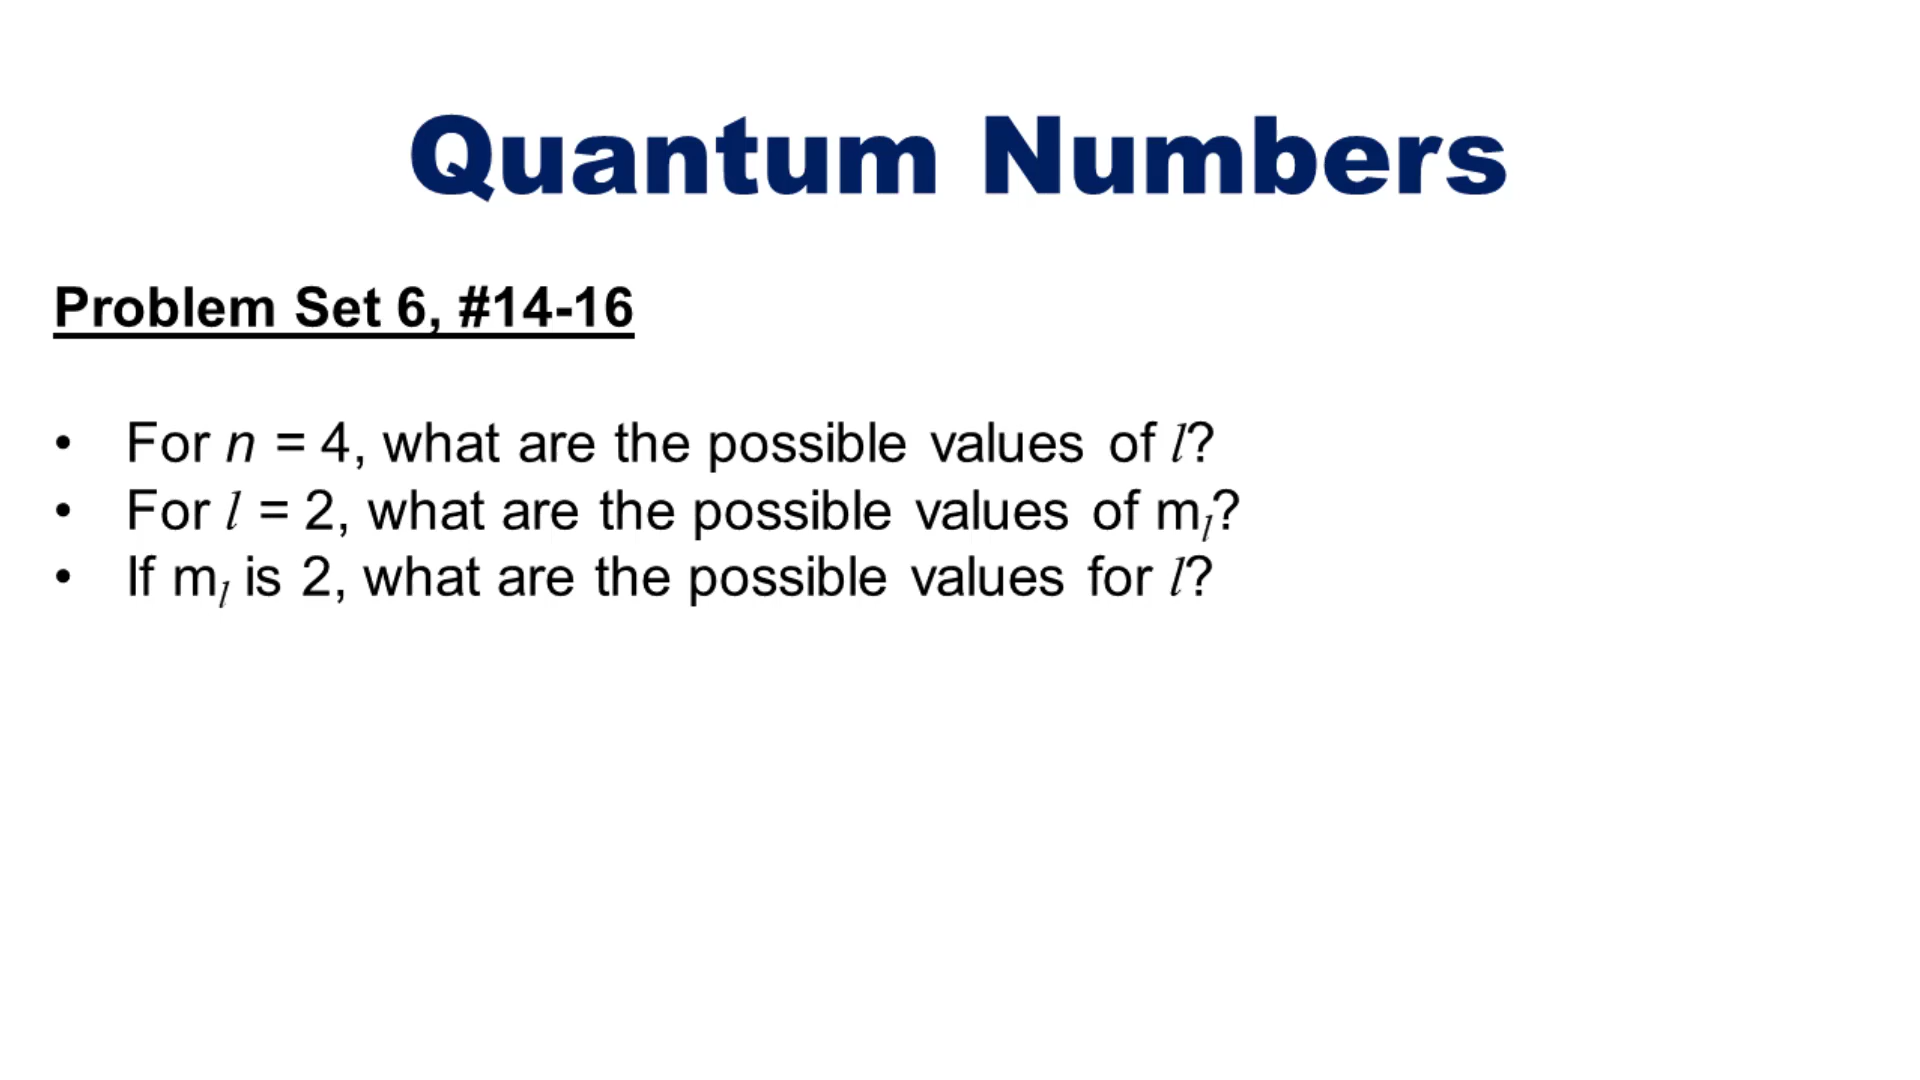 Quantum Numbers
Problem Set 6, #14-16
• For n = 4, what are the possible values of l?
• For l = 2, what are the possible values of mₗ?
• If mₗ is 2, what are the possible values for l?